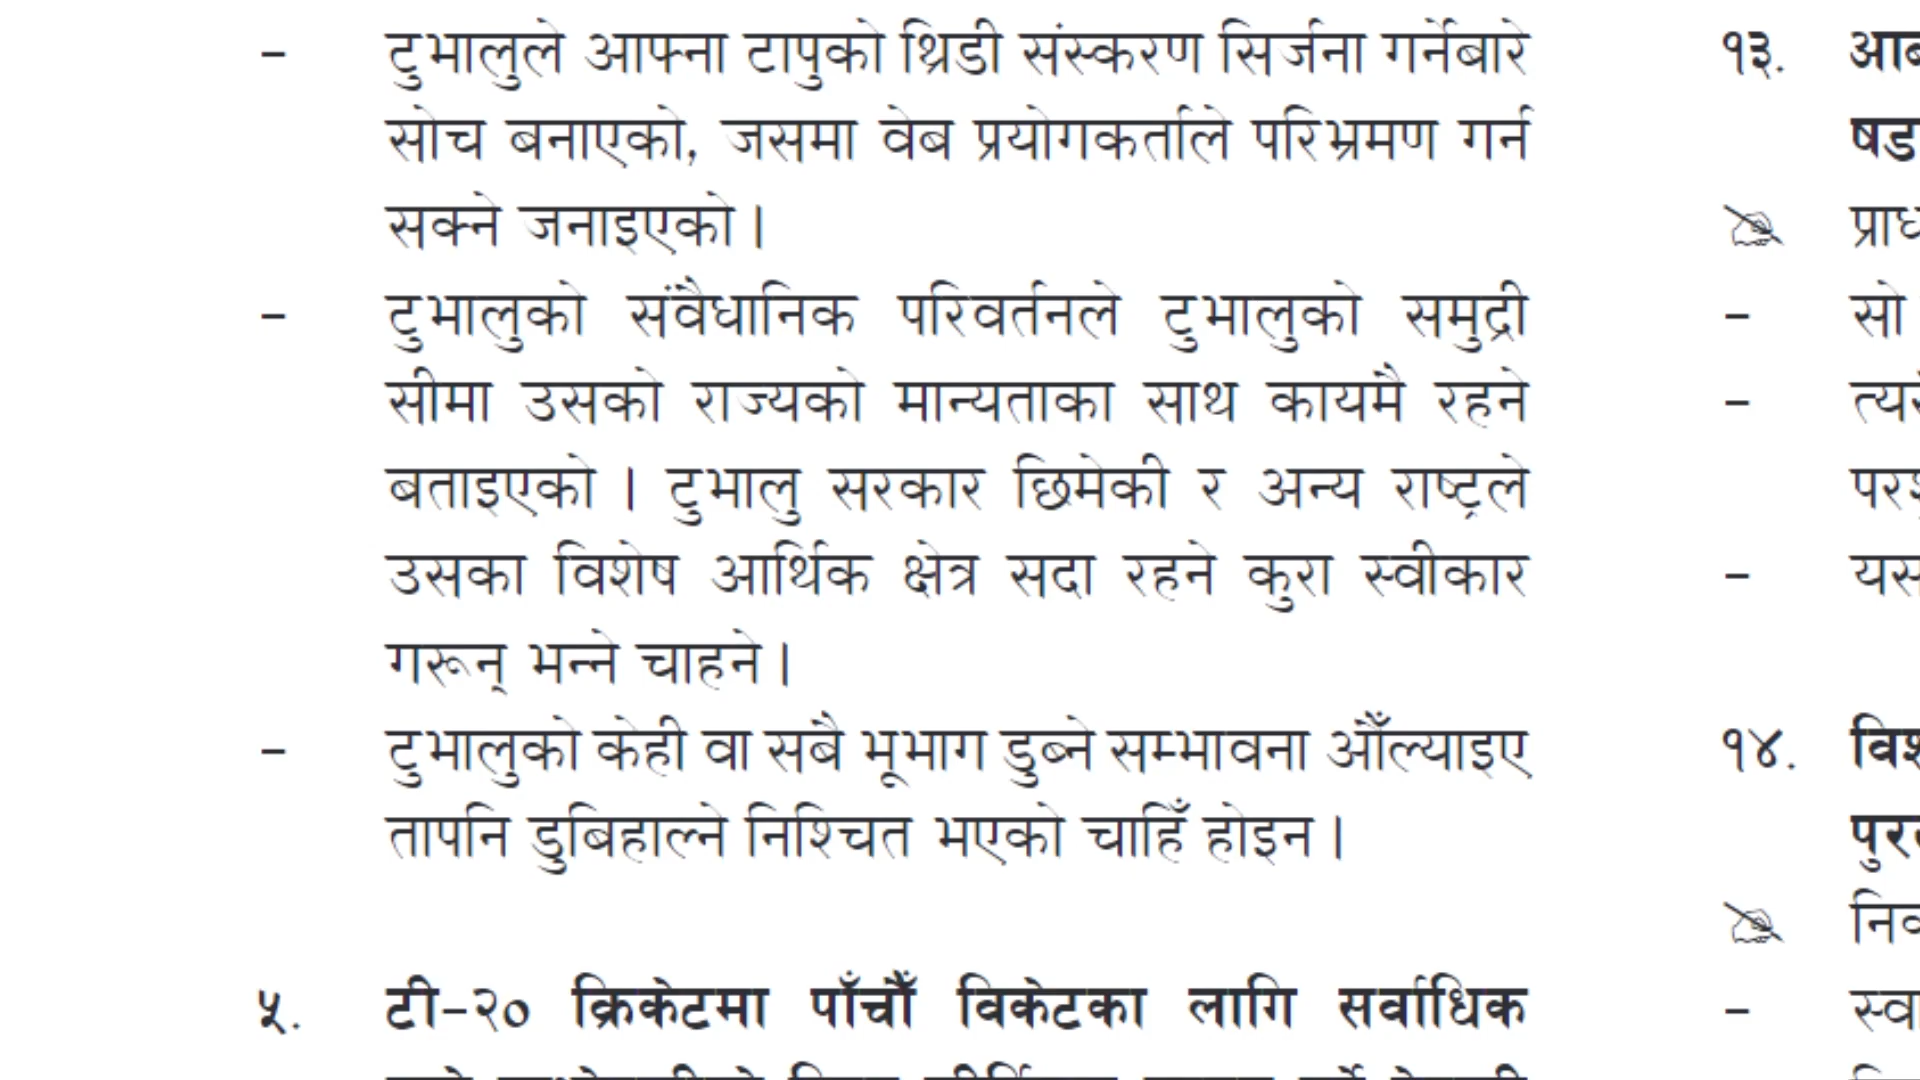 - टुभालुले आफ्ना टापुको थ्रिडी संस्करण सिर्जना गर्नेबारे
सोच बनाएको, जसमा वेब प्रयोगकर्ताले परिभ्रमण गर्न
सक्ने जनाइएको।
- टुभालुको संवैधानिक परिवर्तनले टुभालुको समुद्री
सीमा उसको राज्यको मान्यताका साथ कायमै रहने
बताइएको । टुभालु सरकार छिमेकी र अन्य राष्ट्रले
उसका विशेष आर्थिक क्षेत्र सदा रहने कुरा स्वीकार
गरून् भन्ने चाहने।
- टुभालुको केही वा सबै भूभाग डुब्ने सम्भावना औँल्याइए
तापनि डुबिहाल्ने निश्चित भएको चाहिँ होइन।
५. टी-२० क्रिकेटमा पाँचौँ विकेटका लागि सर्वाधिक
१३.
-
सो
-
-
१४.
-